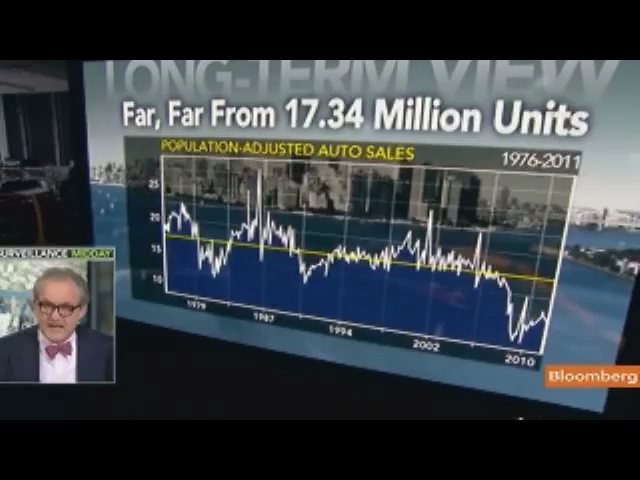 LONG-TERM VIEW
Far, Far From 17.34 Million Units
POPULATION-ADJUSTED AUTO SALES
1976-2011
25
20
15
10
1979
1987
1994
2002
2010
SURVEILLANCE MIDDAY
Bloomberg